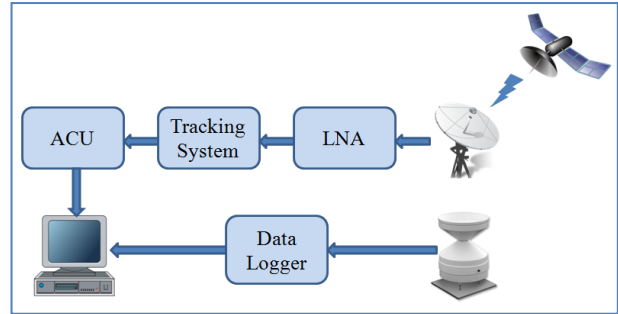 ACU
Tracking
System
LNA
Data
Logger